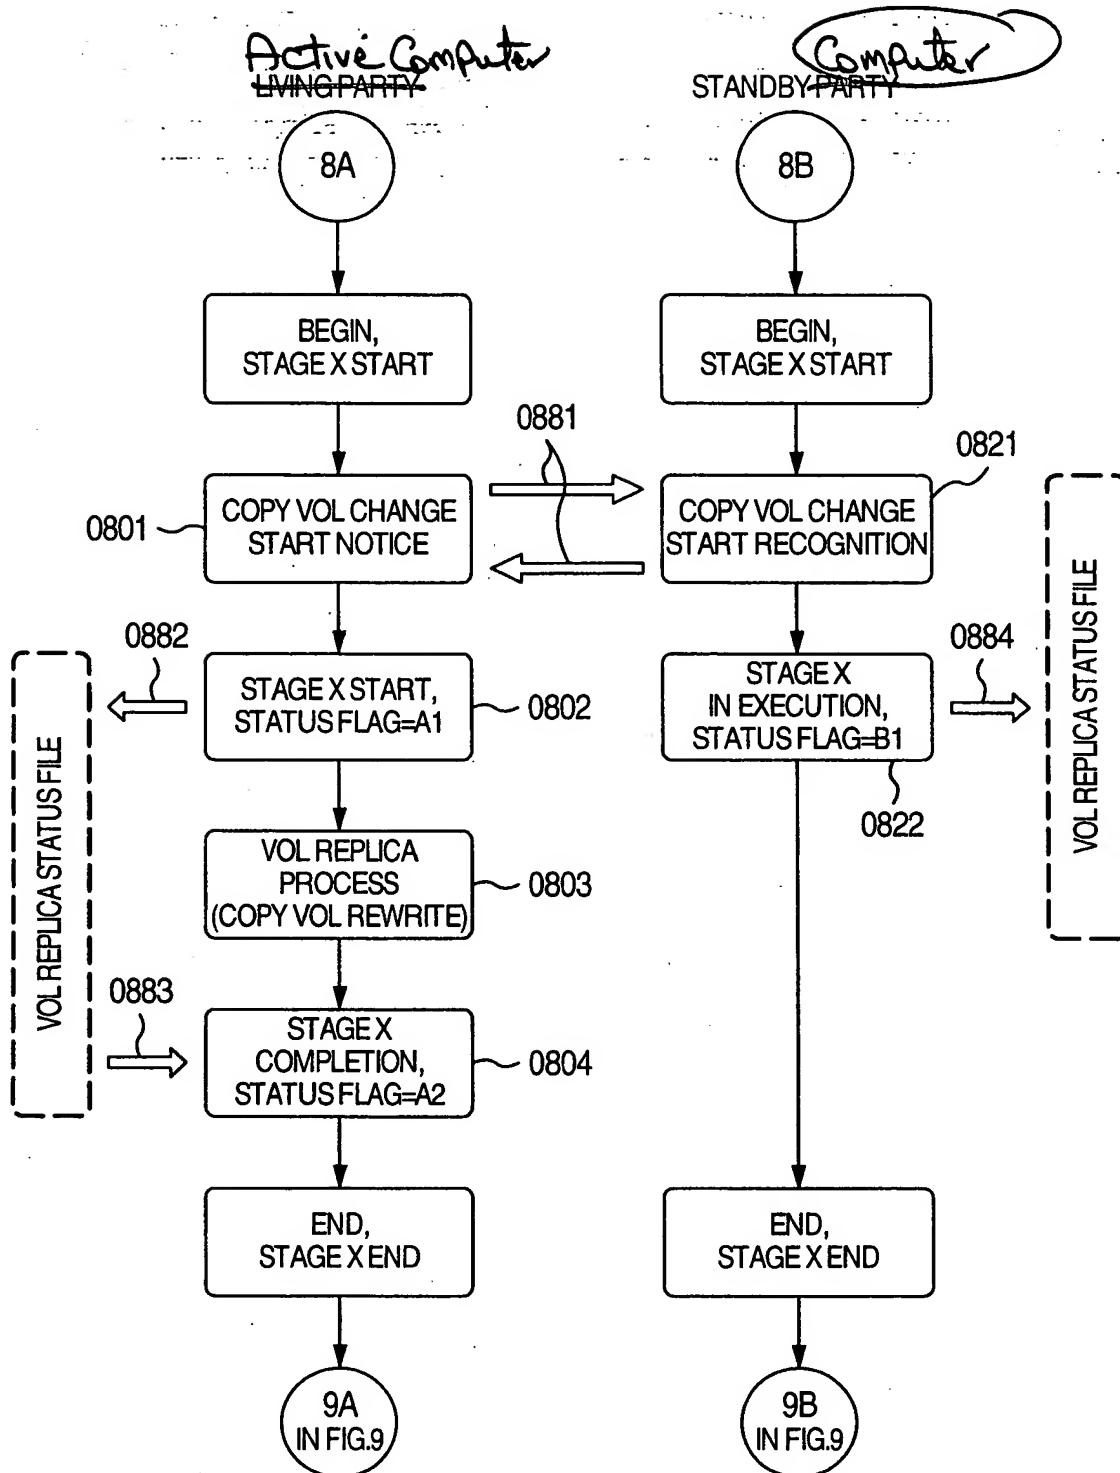 Active Computer
LIVING PARTY
Computer
STANDBY PARTY
8A
8B
BEGIN,
STAGE X START
BEGIN,
STAGE X START
0881
0821
0801
COPY VOL CHANGE
START NOTICE
COPY VOL CHANGE
START RECOGNITION
0882
STAGE X START,
STATUS FLAG=A1
0802
STAGE X
IN EXECUTION,
STATUS FLAG=B1
0884
0822
VOL REPLICA STATUS FILE
VOL REPLICA STATUS FILE
VOL REPLICA
PROCESS
(COPY VOL REWRITE)
0803
0883
STAGE X
COMPLETION,
STATUS FLAG=A2
0804
END,
STAGE X END
END,
STAGE X END
9A
IN FIG.9
9B
IN FIG.9